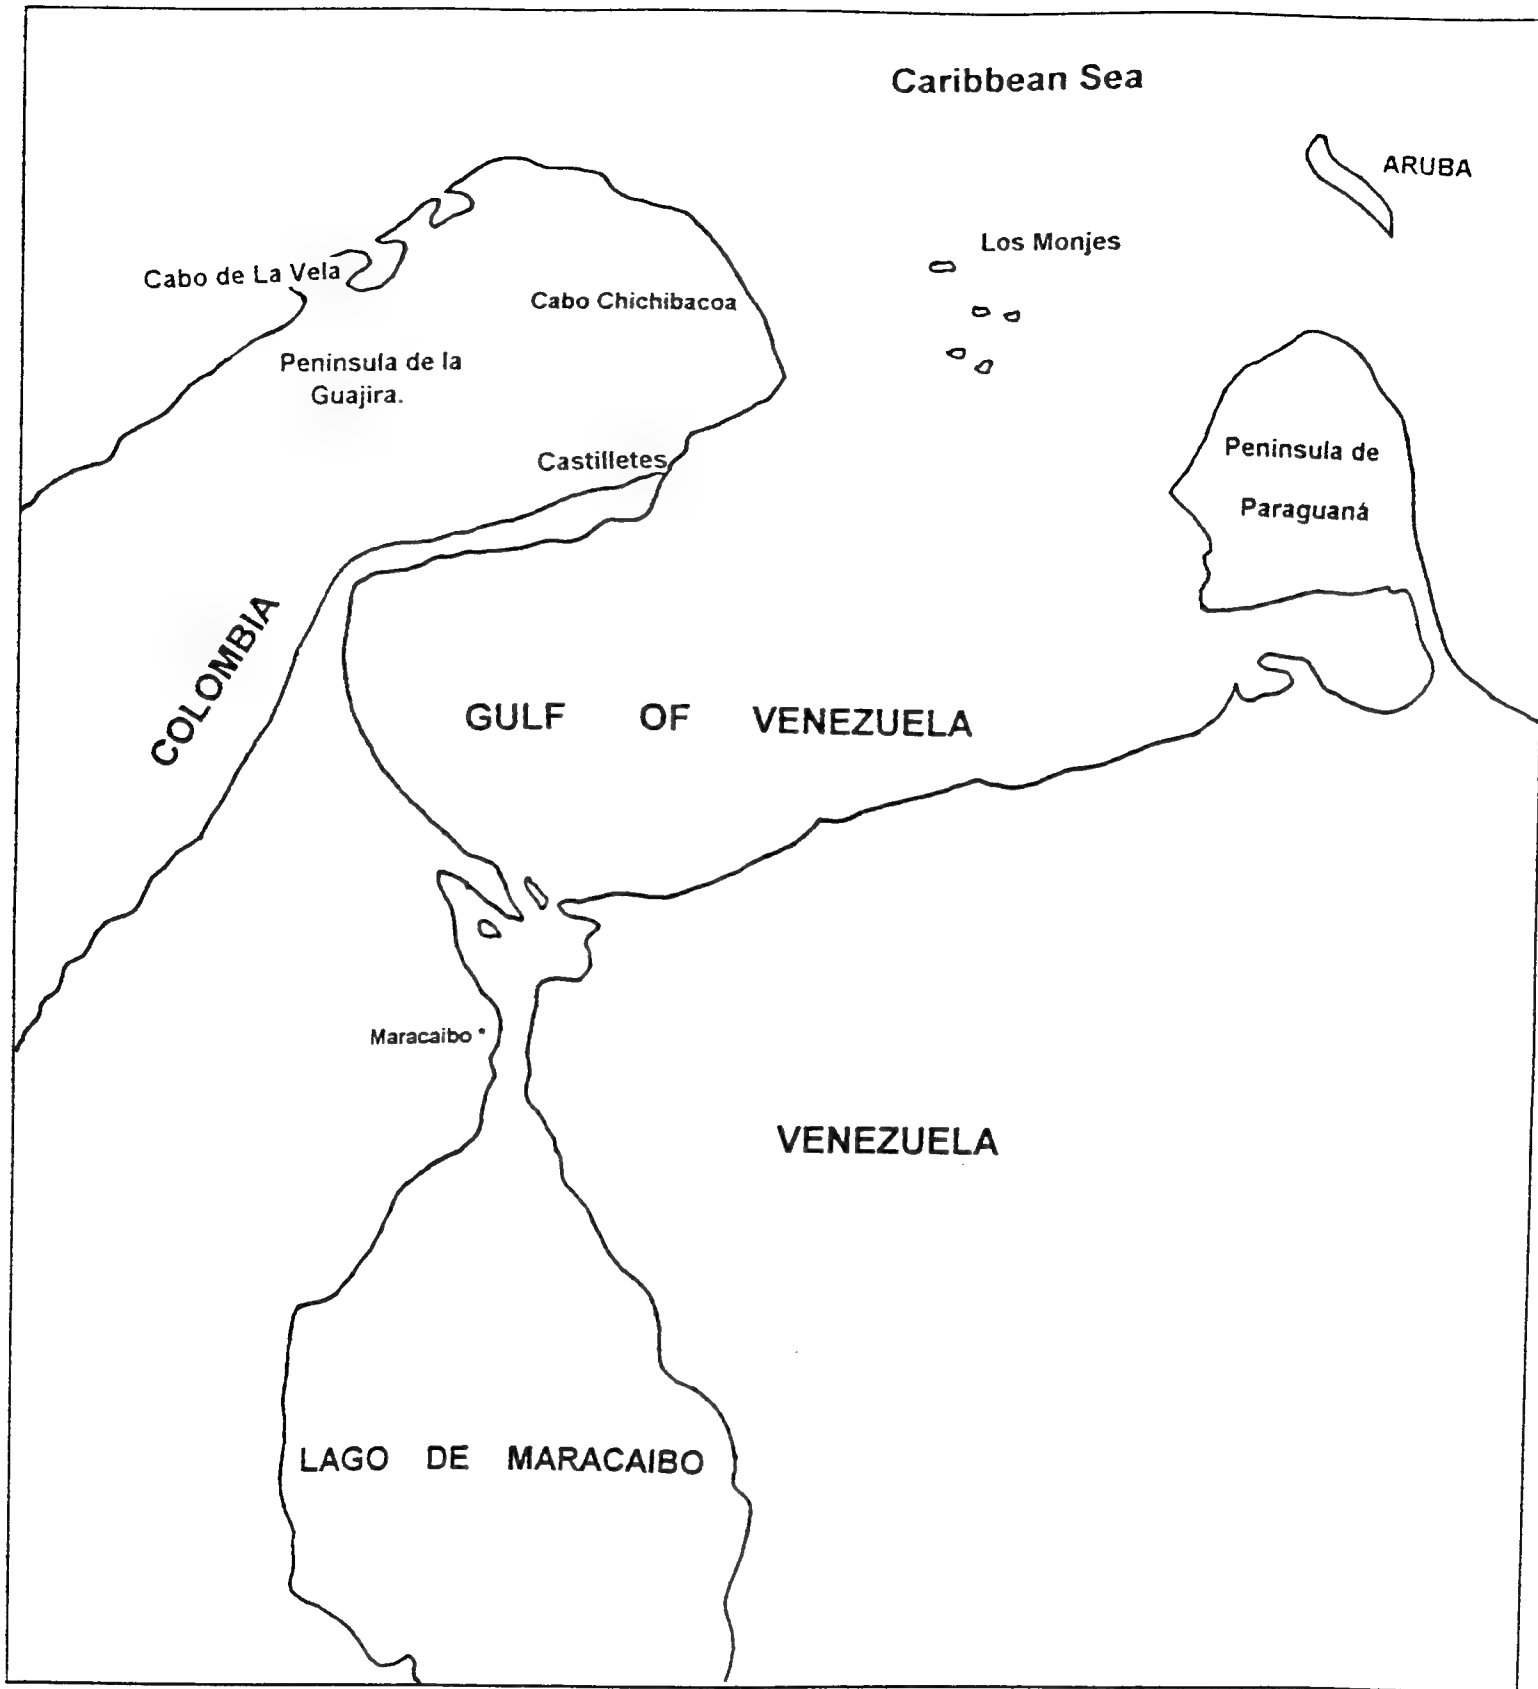 Caribbean Sea
ARUBA
Los Monjes
Cabo de La Vela
Cabo Chichibacoa
Peninsula de la
Guajira.
Peninsula de
Paraguaná
Castilletes
COLOMBIA
GULF OF VENEZUELA
Maracaibo
VENEZUELA
LAGO DE MARACAIBO